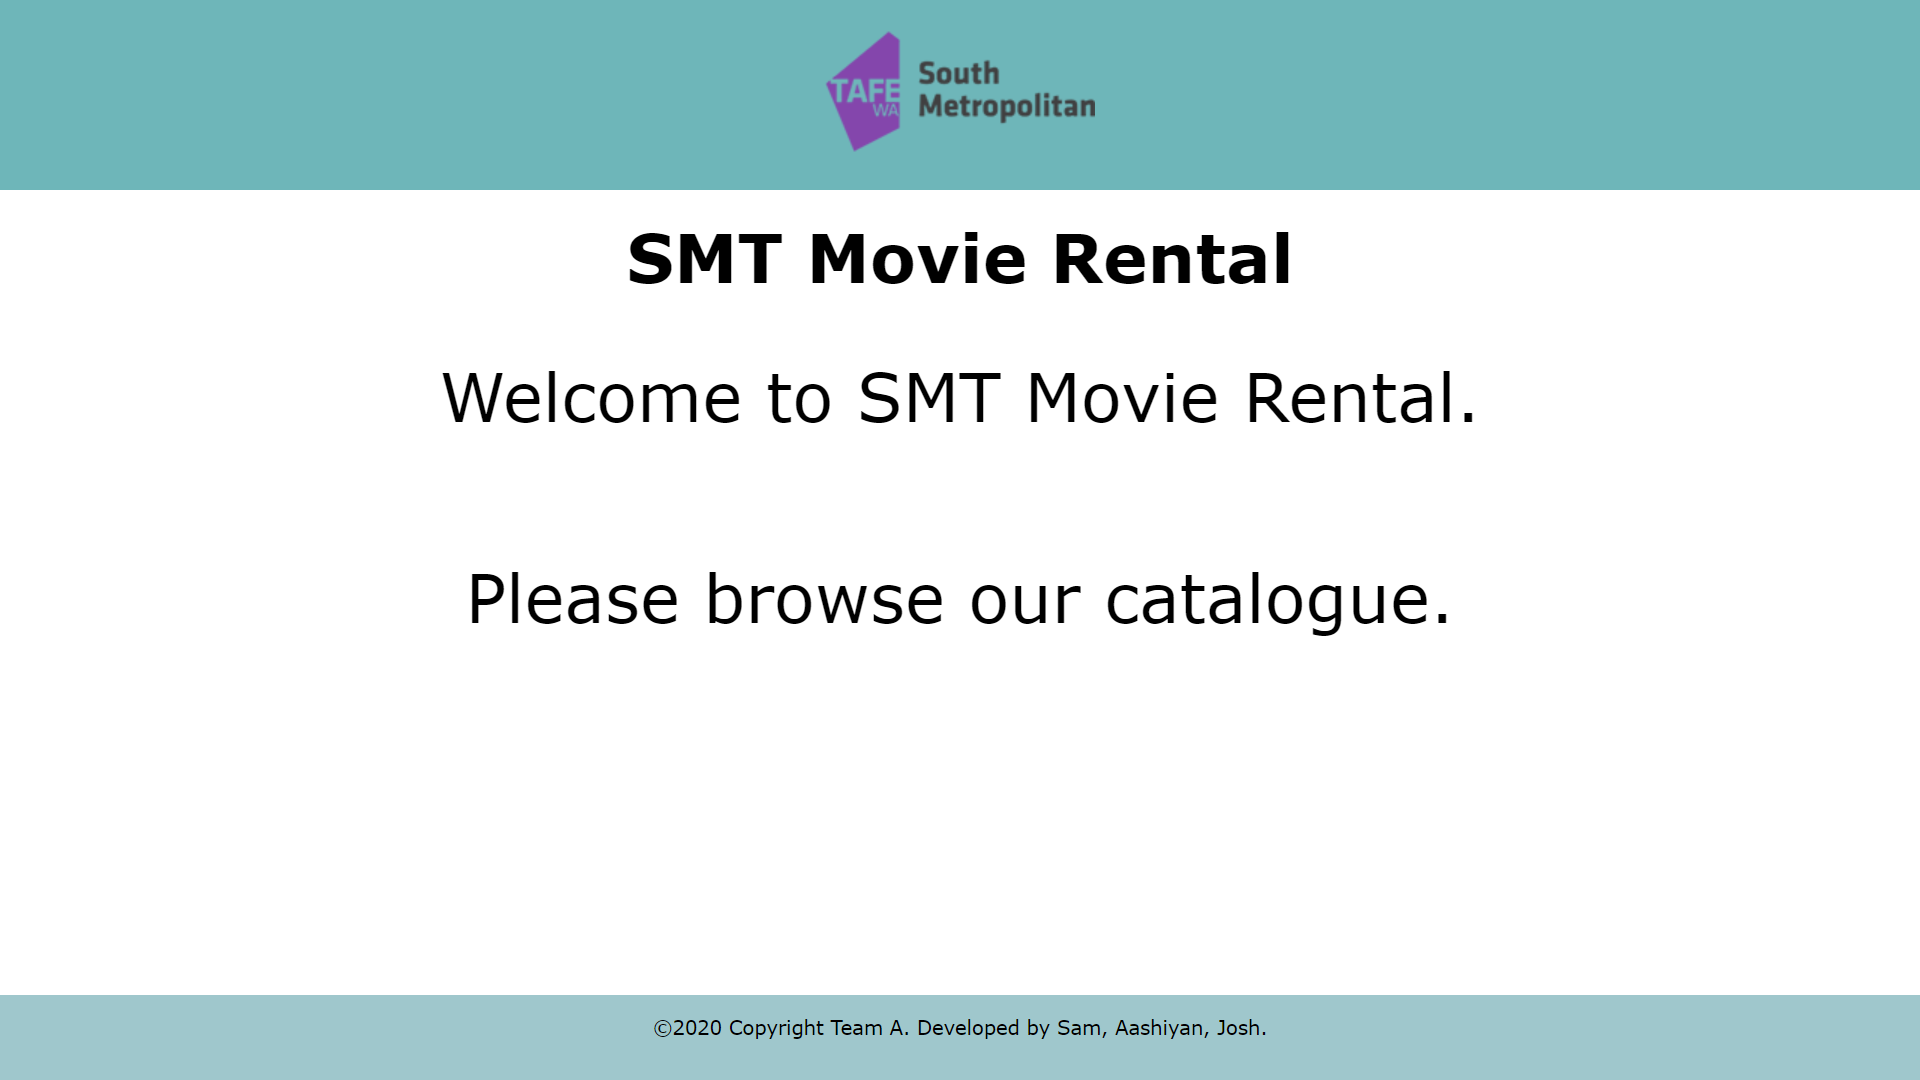 TAFE
WA
South
Metropolitan
SMT Movie Rental
Welcome to SMT Movie Rental.
Please browse our catalogue.
©2020 Copyright Team A. Developed by Sam, Aashiyan, Josh.